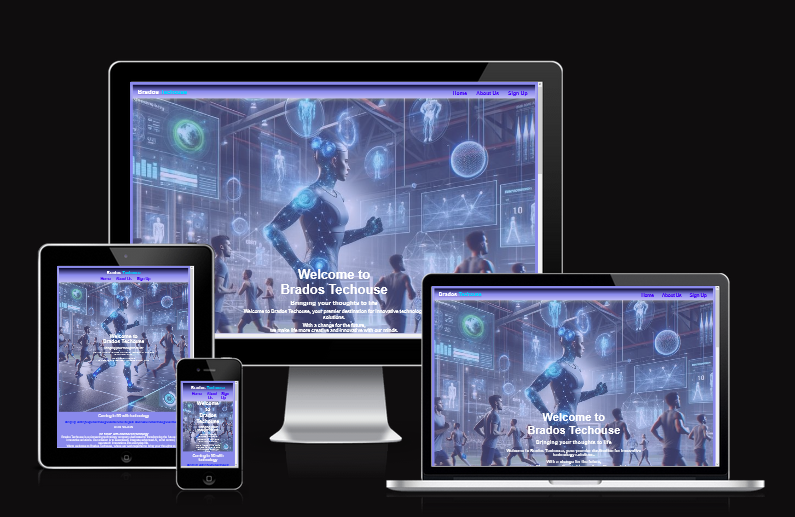 Brados Techouse
Home About Us Sign Up
Welcome to
Brados Techouse
Bringing your thoughts to life
Welcome to Brados Techouse, your premier destination for innovative technolog
solutions.
With a change for the future,
we make life more creative and innovative with our minds.
Brados Techouse
Home About Us Sign Up
Welcome to
Brados Techouse
Bringing your thoughts to life
Welcome to Brados Techouse, your premier destination for innovative
technology solutions.
With a change for the future,
Brados Techouse
Home About Us Sign Up
Welcome to
Brados Techouse
Coming to life with technology
Brados Techouse
Home About Us Sign Up
Welcome
to
Brados
Techouse
Coming to life with
technology